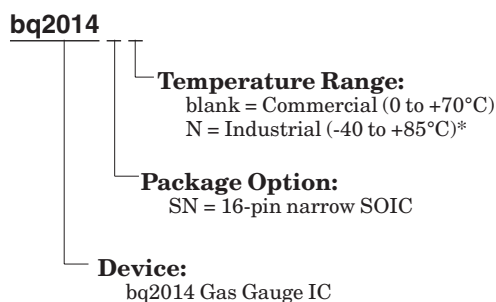 bq2014
Temperature Range:
blank = Commercial (0 to +70°C)
N = Industrial (-40 to +85°C)*
Package Option:
SN = 16-pin narrow SOIC
Device:
bq2014 Gas Gauge IC